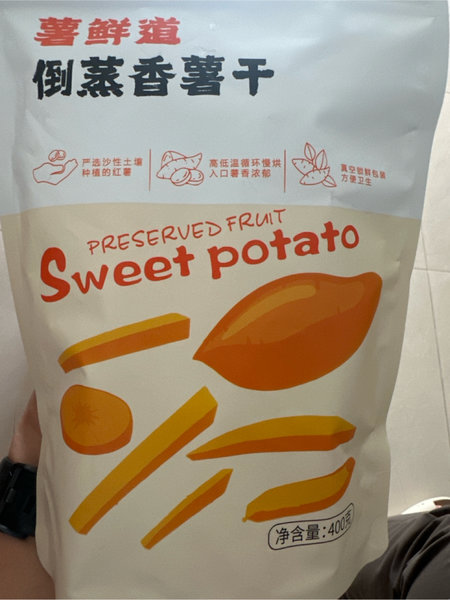 薯鲜道
倒蒸香薯干
严选沙性土壤
种植的红薯
高低温循环慢烘
入口薯香浓郁
真空锁鲜包装
方便卫生
PRESERVED FRUIT
Sweet potato
净含量:400克